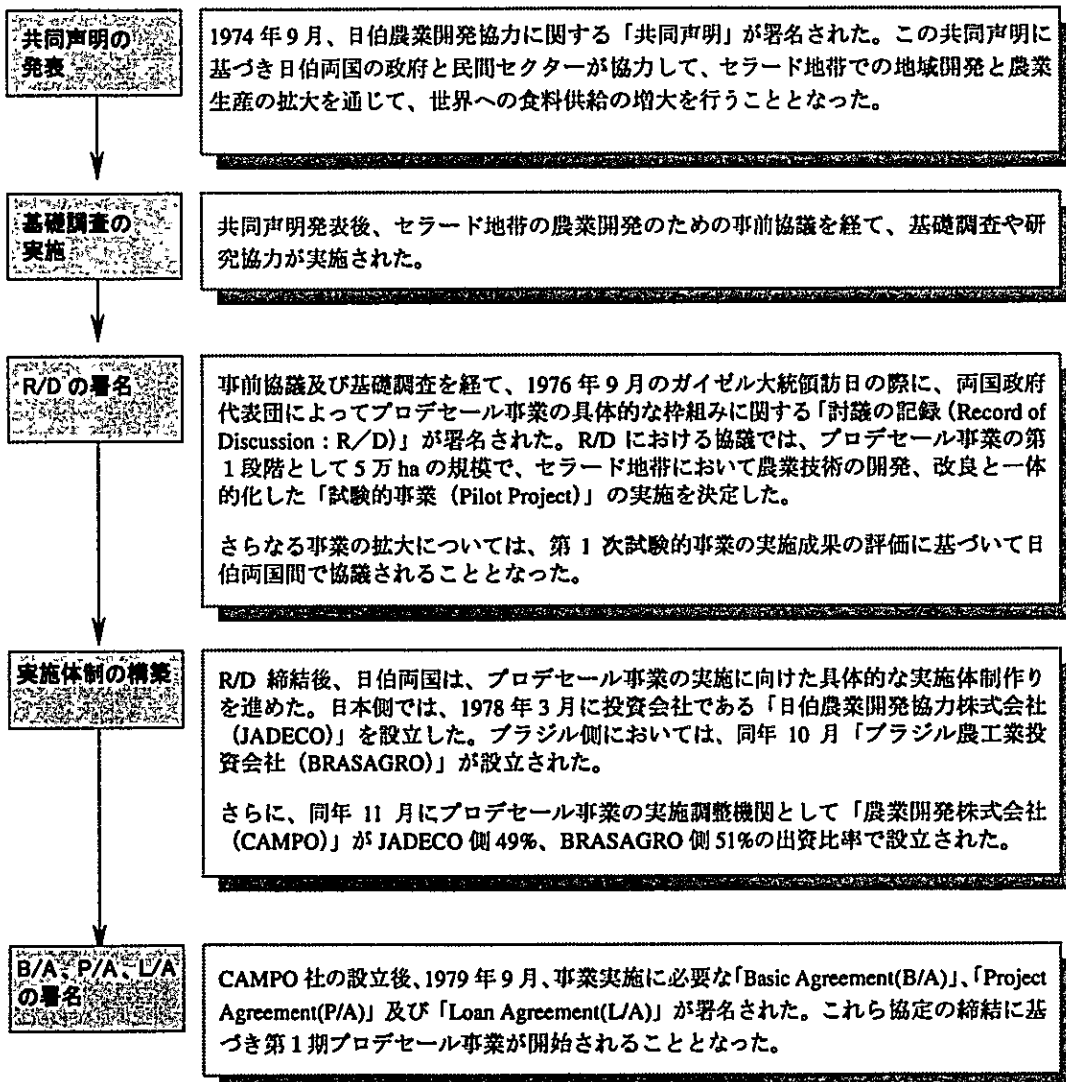 共同声明の
発表
1974年9月、日伯農業開発協力に関する「共同声明」が署名された。この共同声明に
基づき日伯両国の政府と民間セクターが協力して、セラード地帯での地域開発と農業
生産の拡大を通じて、世界への食料供給の増大を行うこととなった。
基礎調査の
実施
共同声明発表後、セラード地帯の農業開発のための事前協議を経て、基礎調査や研
究協力が実施された。
R/Dの署名
事前協議及び基礎調査を経て、1976年9月のガイゼル大統領訪日の際に、両国政府
代表団によってプロデセール事業の具体的な枠組みに関する「討議の記録(Record of
Discussion:R/D)」が署名された。R/Dにおける協議では、プロデセール事業の第
1段階として5万haの規模で、セラード地帯において農業技術の開発、改良と一体
的化した「試験的事業(Pilot Project)」の実施を決定した。
さらなる事業の拡大については、第1次試験的事業の実施成果の評価に基づいて日
伯両国間で協議されることとなった。
実施体制の構築
R/D 締結後、日伯両国は、プロデセール事業の実施に向けた具体的な実施体制作り
を進めた。日本側では、1978年3月に投資会社である「日伯農業開発協力株式会社
(JADECO)」を設立した。ブラジル側においては、同年10月「ブラジル農工業投
資会社(BRASAGRO)」が設立された。
さらに、同年11月にプロデセール事業の実施調整機関として「農業開発株式会社
(CAMPO)」がJADECO側49%、BRASAGRO側51%の出資比率で設立された。
B/A、P/A、L/A
の署名
CAMPO社の設立後、1979年9月、事業実施に必要な「Basic Agreement(B/A)」、「Project
Agreement(P/A)」及び「Loan Agreement(L/A)」が署名された。これら協定の締結に基
づき第1期プロデセール事業が開始されることとなった。